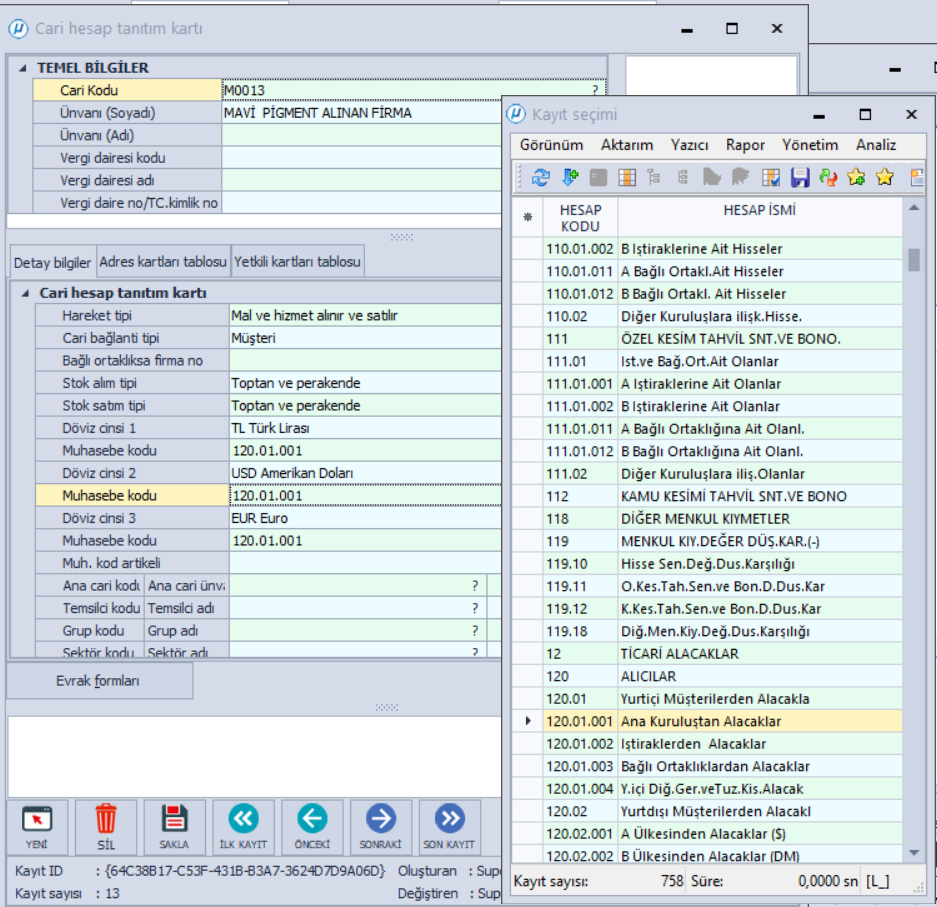 Cari hesap tanıtım kartı
TEMEL BİLGİLER
Cari Kodu M0013 ?
Ünvanı (Soyadı) MAVİ PİGMENT ALINAN FİRMA
Ünvanı (Adı)
Vergi dairesi kodu
Vergi dairesi adı
Vergi daire no/TC.kimlik no
Detay bilgiler Adres kartları tablosu Yetkili kartları tablosu
Cari hesap tanıtım kartı
Hareket tipi Mal ve hizmet alınır ve satılır
Cari bağlantı tipi Müşteri
Bağlı ortaklıksa firma no
Stok alım tipi Toptan ve perakende
Stok satım tipi Toptan ve perakende
Döviz cinsi 1 TL Türk Lirası
Muhasebe kodu 120.01.001
Döviz cinsi 2 USD Amerikan Doları
Muhasebe kodu 120.01.001
Döviz cinsi 3 EUR Euro
Muhasebe kodu 120.01.001
Muh. kod artikeli
Ana cari kodu Ana cari ünva ?
Temsilci kodu Temsilci adı ?
Grup kodu Grup adı ?
Sektör kodu Sektör adı ?
Evrak formları
YENİ SİL SAKLA İLK KAYIT ÖNCEKİ SONRAKİ SON KAYIT
Kayıt ID : {64C38B17-C53F-431B-B3A7-3624D7D9A06D} Oluşturan : Sup
Kayıt sayısı : 13 Değiştiren : Sup
Kayıt seçimi
Görünüm Aktarım Yazıcı Rapor Yönetim Analiz
HESAP KODU HESAP İSMİ
110.01.002 B Iştiraklerine Ait Hisseler
110.01.011 A Bağlı Ortakl.Ait Hisseler
110.01.012 B Bağlı Ortakl. Ait Hisseler
110.02 Diğer Kuruluşlara ilişk.Hisse.
111 ÖZEL KESİM TAHVİL SNT.VE BONO.
111.01 Ist.ve Bağ.Ort.Ait Olanlar
111.01.001 A Iştiraklerine Ait Olanlar
111.01.002 B Iştiraklerine Ait Olanlar
111.01.011 A Bağlı Ortaklığına Ait Olanl.
111.01.012 B Bağlı Ortaklığına Ait Olanl.
111.02 Diğer Kuruluşlara iliş.Olanlar
112 KAMU KESİMİ TAHVİL SNT.VE BONO
118 DİĞER MENKUL KIYMETLER
119 MENKUL KIY.DEĞER DÜŞ.KAR.(-)
119.10 Hisse Sen.Değ.Dus.Karşılığı
119.11 O.Kes.Tah.Sen.ve Bon.D.Dus.Kar
119.12 K.Kes.Tah.Sen.ve Bon.D.Dus.Kar
119.18 Diğ.Men.Kiy.Değ.Dus.Karşılığı
12 TİCARİ ALACAKLAR
120 ALICILAR
120.01 Yurtiçi Müşterilerden Alacakla
120.01.001 Ana Kuruluştan Alacaklar
120.01.002 Iştiraklerden Alacaklar
120.01.003 Bağlı Ortaklıklardan Alacaklar
120.01.004 Y.içi Diğ.Ger.veTuz.Kis.Alacak
120.02 Yurtdışı Müşterilerden Alacakl
120.02.001 A Ülkesinden Alacaklar ($)
120.02.002 B Ülkesinden Alacaklar (DM)
Kayıt sayısı: 758 Süre: 0,0000 sn [L_]